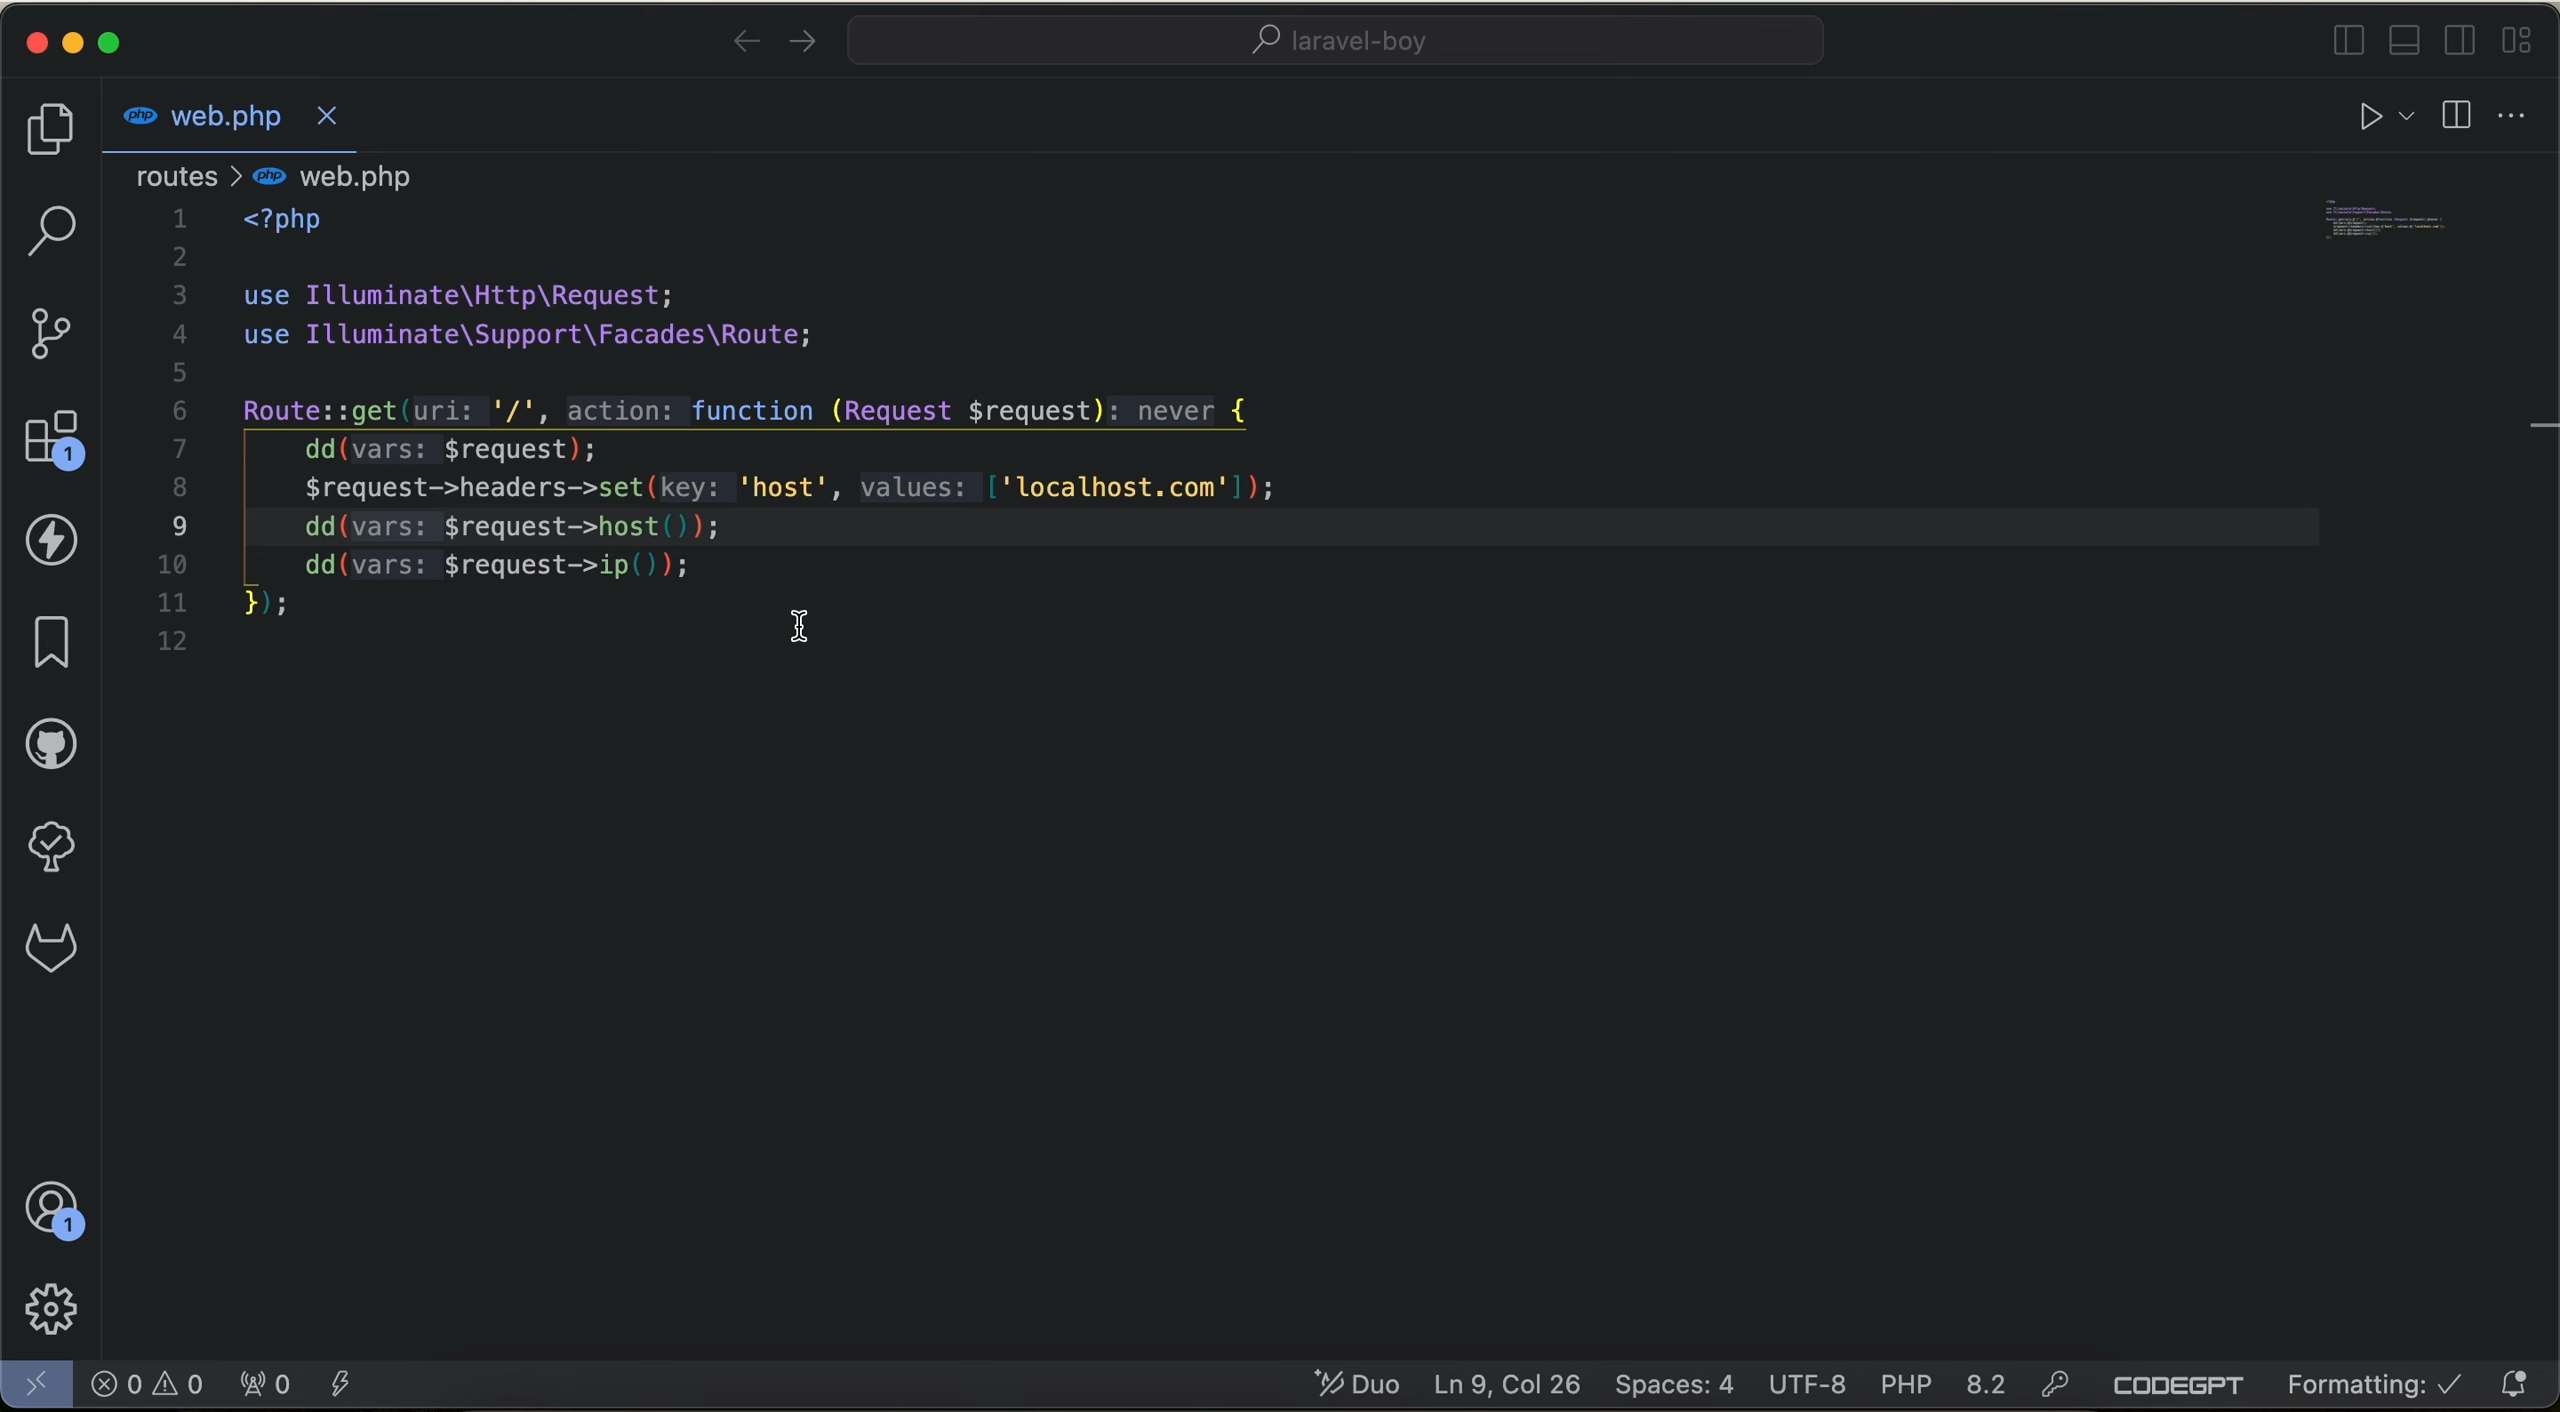 laravel-boy
php web.php
routes > php web.php
1 <?php
2
3 use Illuminate\Http\Request;
4 use Illuminate\Support\Facades\Route;
5
6 Route::get(uri: '/', action: function (Request $request): never {
7 dd(vars: $request);
8 $request->headers->set(key: 'host', values: ['localhost.com']);
9 dd(vars: $request->host());
10 dd(vars: $request->ip());
11 });
12
1
1
0 0 0 Duo Ln 9, Col 26 Spaces: 4 UTF-8 PHP 8.2 CODEGPT Formatting: ✓